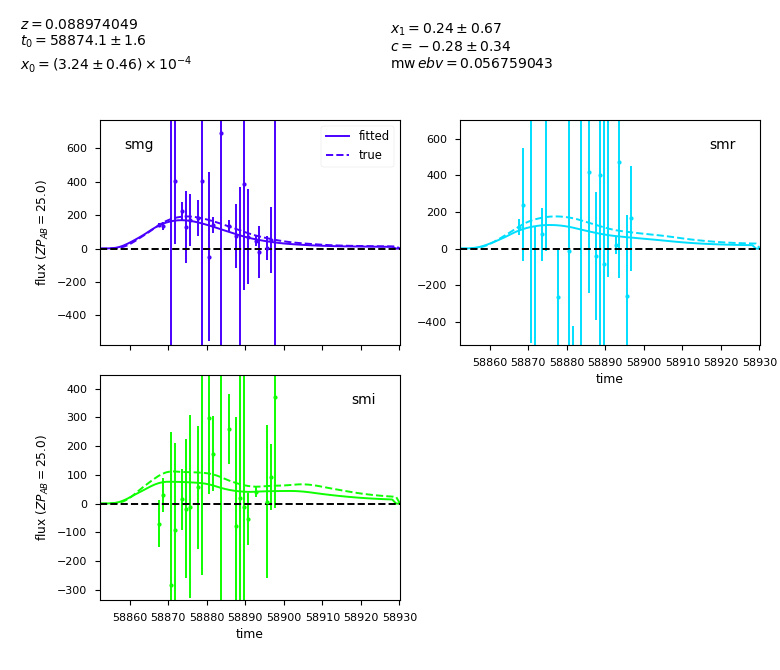 z = 0.088974049
t₀ = 58874.1 ± 1.6
x₀ = (3.24 ± 0.46) × 10⁻⁴
x₁ = 0.24 ± 0.67
c = −0.28 ± 0.34
mw ebv = 0.056759043
smg
fitted
true
600
400
200
0
−200
−400
flux (ZP_AB = 25.0)
smr
600
400
200
0
−200
−400
58860 58870 58880 58890 58900 58910 58920 58930
time
smi
400
300
200
100
0
−100
−200
−300
flux (ZP_AB = 25.0)
58860 58870 58880 58890 58900 58910 58920 58930
time